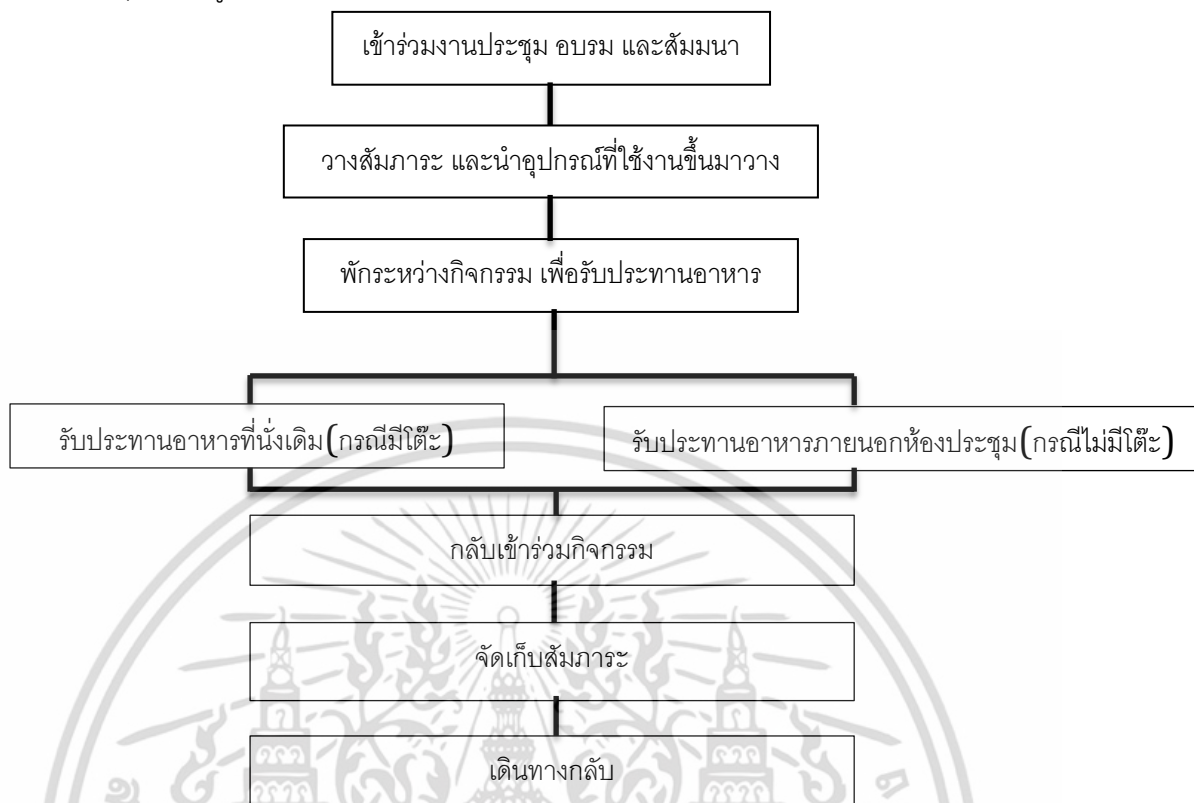 เข้าร่วมงานประชุม อบรม และสัมมนา
วางสัมภาระ และนำอุปกรณ์ที่ใช้งานขึ้นมาวาง
พักระหว่างกิจกรรม เพื่อรับประทานอาหาร
รับประทานอาหารที่นั่งเดิม(กรณีมีโต๊ะ)
รับประทานอาหารภายนอกห้องประชุม(กรณีไม่มีโต๊ะ)
กลับเข้าร่วมกิจกรรม
จัดเก็บสัมภาระ
เดินทางกลับ